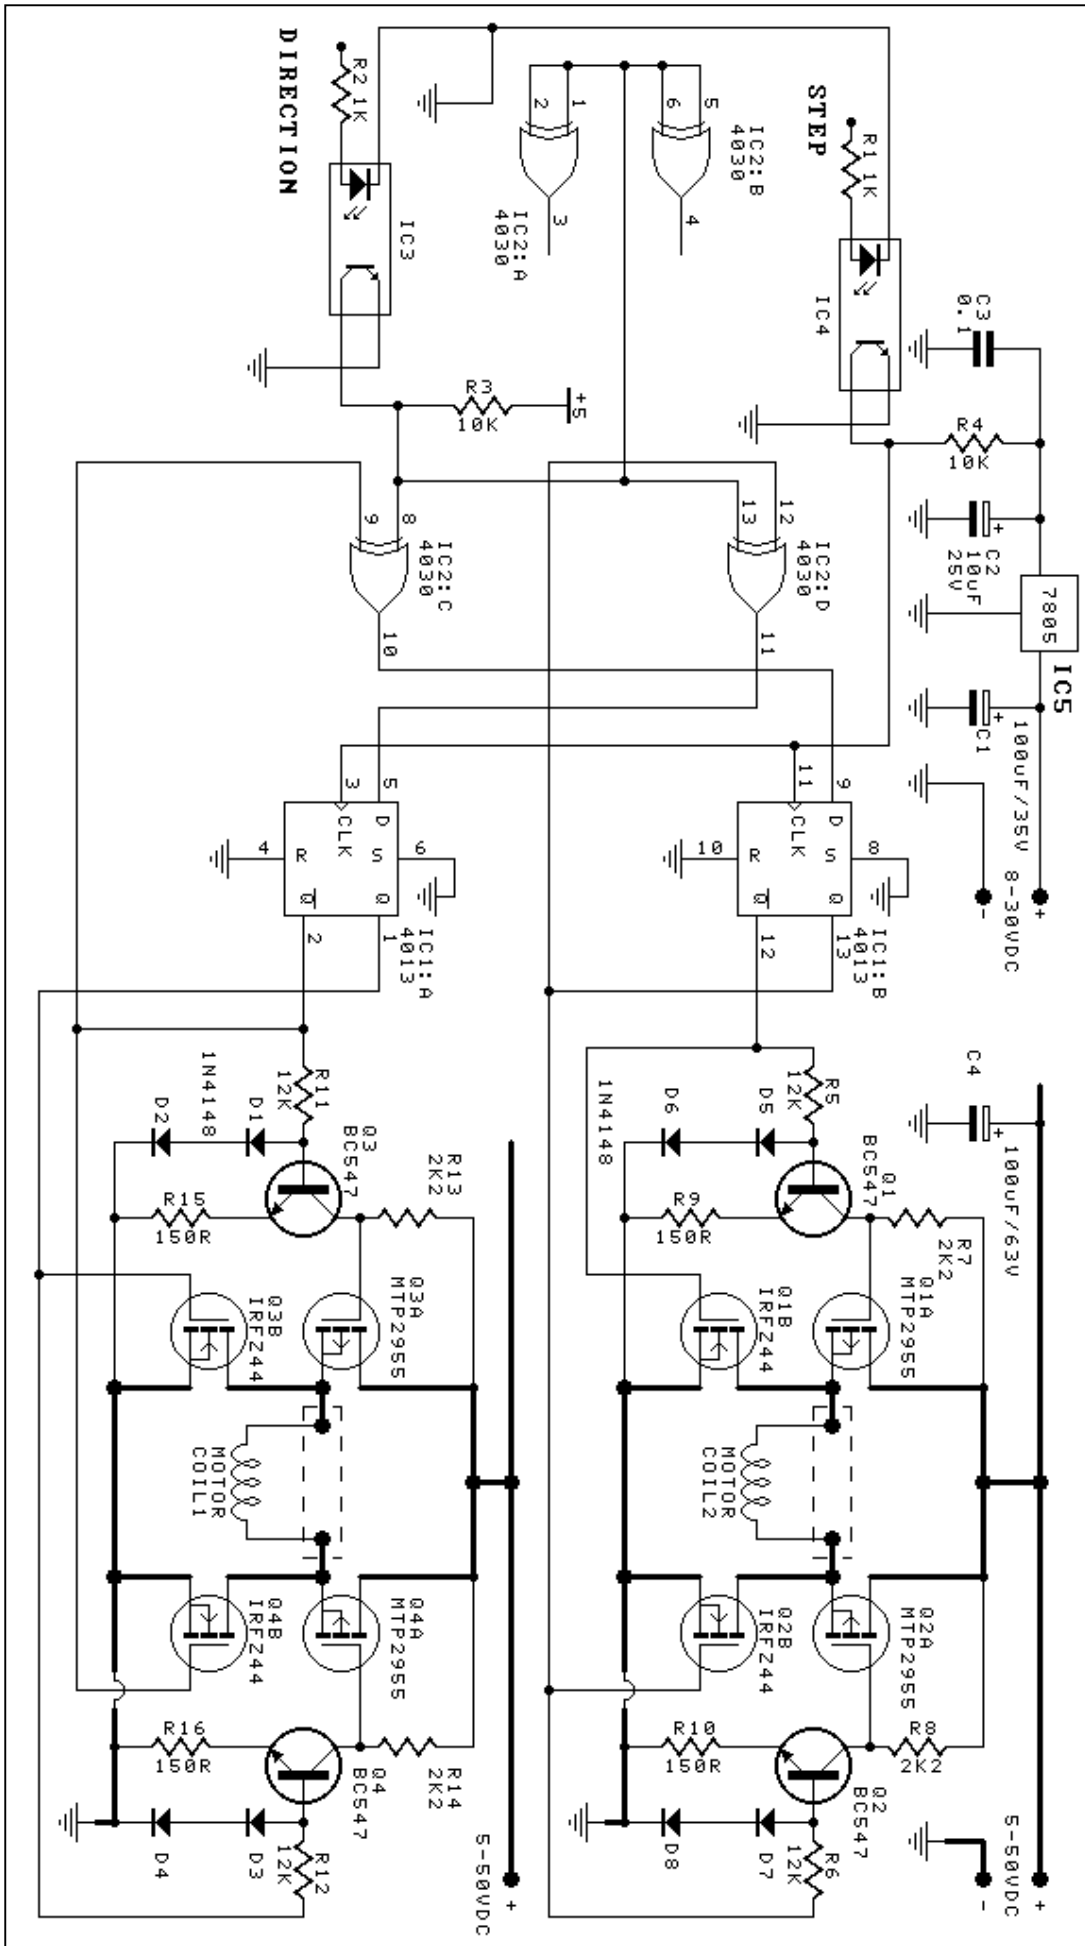 DIRECTION
R2 1K
IC3
1
2
3
IC2:A
4030
5
6
4
IC2:B
4030
STEP
R1 1K
IC4
C3
0.1
R3
10K
+5
R4
10K
C2
10uF
25V
+
7805
IC5
C1
100uF/35V
+
8-30VDC
-
+
9
8
IC2:C
4030
10
13
12
IC2:D
4030
11
3
5
CLK
D
4
R
S
6
Q
Q
2
1
IC1:A
4013
11
9
CLK
D
10
R
S
8
Q
Q
12
13
IC1:B
4013
R11
12K
1N4148
D2
D1
Q3
BC547
R13
2K2
R15
150R
Q3B
IRFZ44
Q3A
MTP2955
MOTOR
COIL1
Q4B
IRFZ44
Q4A
MTP2955
R16
150R
Q4
BC547
R14
2K2
D4
D3
R12
12K
5-50VDC
+
C4
100uF/63V
+
R5
12K
1N4148
D6
D5
Q1
BC547
R7
2K2
R9
150R
Q1B
IRFZ44
Q1A
MTP2955
MOTOR
COIL2
Q2B
IRFZ44
Q2A
MTP2955
R10
150R
R8
2K2
Q2
BC547
D8
D7
R6
12K
5-50VDC
-
+